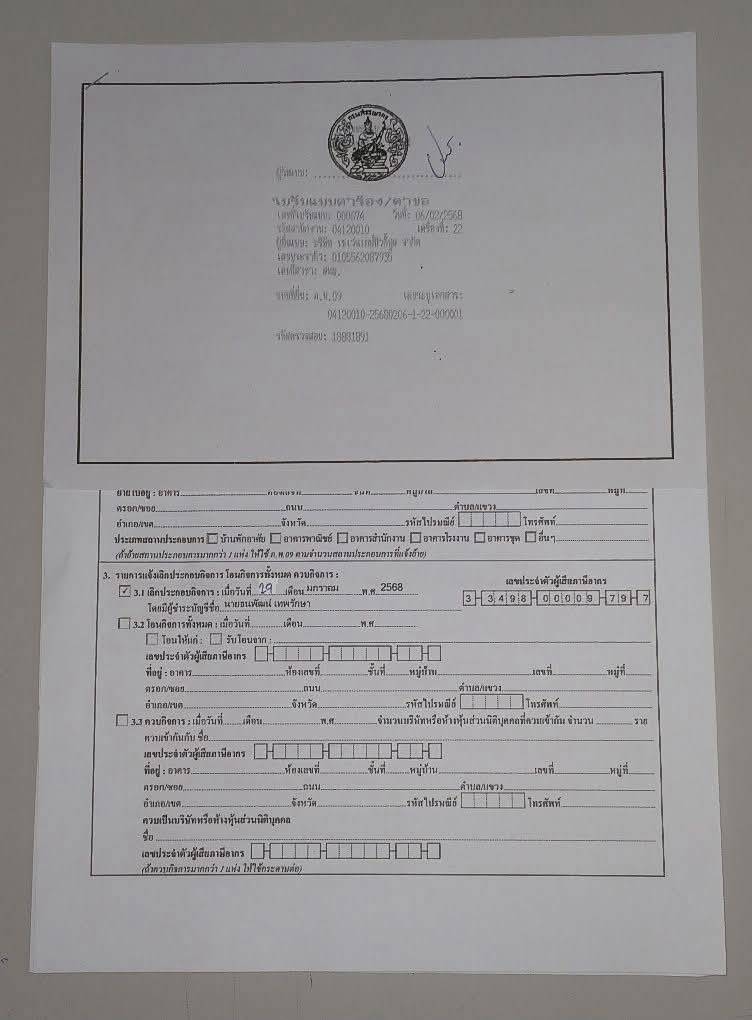 กรมสรรพากร
ผู้รับแบบ:
ใบรับแบบคำร้อง/คำขอ
เลขที่ใบรับแบบ: 000074 วันที่: 06/02/2568
รหัสสำนักงาน: 04120010 เครื่องที่: 22
ผู้ยื่นแบบ: บริษัท จำกัด
เลขประจำตัว: 0105562087935
เลขที่สาขา: สนญ.
แบบที่ยื่น: ภ.พ.09 เลขระบุเอกสาร:
04120010-25680206-1-22-000001
รหัสตรวจสอบ: 18881891
ย้ายไปอยู่ : อาคาร ห้องเลขที่ ชั้นที่ หมู่บ้าน เลขที่ หมู่ที่
ตรอก/ซอย ถนน ตำบล/แขวง
อำเภอ/เขต จังหวัด รหัสไปรษณีย์ โทรศัพท์
ประเภทสถานประกอบการ บ้านพักอาศัย อาคารพาณิชย์ อาคารสำนักงาน อาคารโรงงาน อาคารชุด อื่นๆ
(ถ้าย้ายสถานประกอบการมากกว่า 1 แห่ง ให้ใช้ ภ.พ.09 ตามจำนวนสถานประกอบการที่แจ้งย้าย)
3. รายการแจ้งเลิกประกอบกิจการ โอนกิจการทั้งหมด ควบกิจการ :
เลขประจำตัวผู้เสียภาษีอากร
3.1 เลิกประกอบกิจการ : เมื่อวันที่ 29 เดือน มกราคม พ.ศ. 2568
3-3498-00009-79-7
โดยมีผู้ชำระบัญชีชื่อ นายธนพัฒน์ เทพรักษา
3.2 โอนกิจการทั้งหมด : เมื่อวันที่ เดือน พ.ศ.
โอนให้แก่ : รับโอนจาก :
เลขประจำตัวผู้เสียภาษีอากร
ที่อยู่ : อาคาร ห้องเลขที่ ชั้นที่ หมู่บ้าน เลขที่ หมู่ที่
ตรอก/ซอย ถนน ตำบล/แขวง
อำเภอ/เขต จังหวัด รหัสไปรษณีย์ โทรศัพท์
3.3 ควบกิจการ : เมื่อวันที่ เดือน พ.ศ. จำนวนบริษัทหรือห้างหุ้นส่วนนิติบุคคลที่ควบเข้ากัน จำนวน ราย
ควบเข้ากันกับ ชื่อ
เลขประจำตัวผู้เสียภาษีอากร
ที่อยู่ : อาคาร ห้องเลขที่ ชั้นที่ หมู่บ้าน เลขที่ หมู่ที่
ตรอก/ซอย ถนน ตำบล/แขวง
อำเภอ/เขต จังหวัด รหัสไปรษณีย์ โทรศัพท์
ควบเป็นบริษัทหรือห้างหุ้นส่วนนิติบุคคล
ชื่อ
เลขประจำตัวผู้เสียภาษีอากร
(ถ้าควบกิจการมากกว่า 1 แห่ง ให้ใช้กระดาษต่อ)